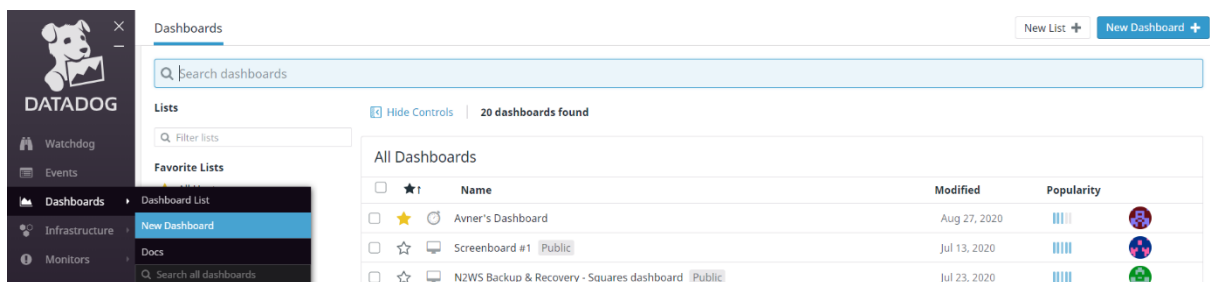 DATADOG
Watchdog
Events
Dashboards
Infrastructure
Monitors
Dashboard List
New Dashboard
Docs
Search all dashboards
Dashboards
New List
New Dashboard
Search dashboards
Lists
Filter lists
Favorite Lists
Hide Controls
20 dashboards found
All Dashboards
Name Modified Popularity
Avner's Dashboard Aug 27, 2020
Screenboard #1 Public Jul 13, 2020
N2WS Backup & Recovery - Squares dashboard Public Jul 23, 2020